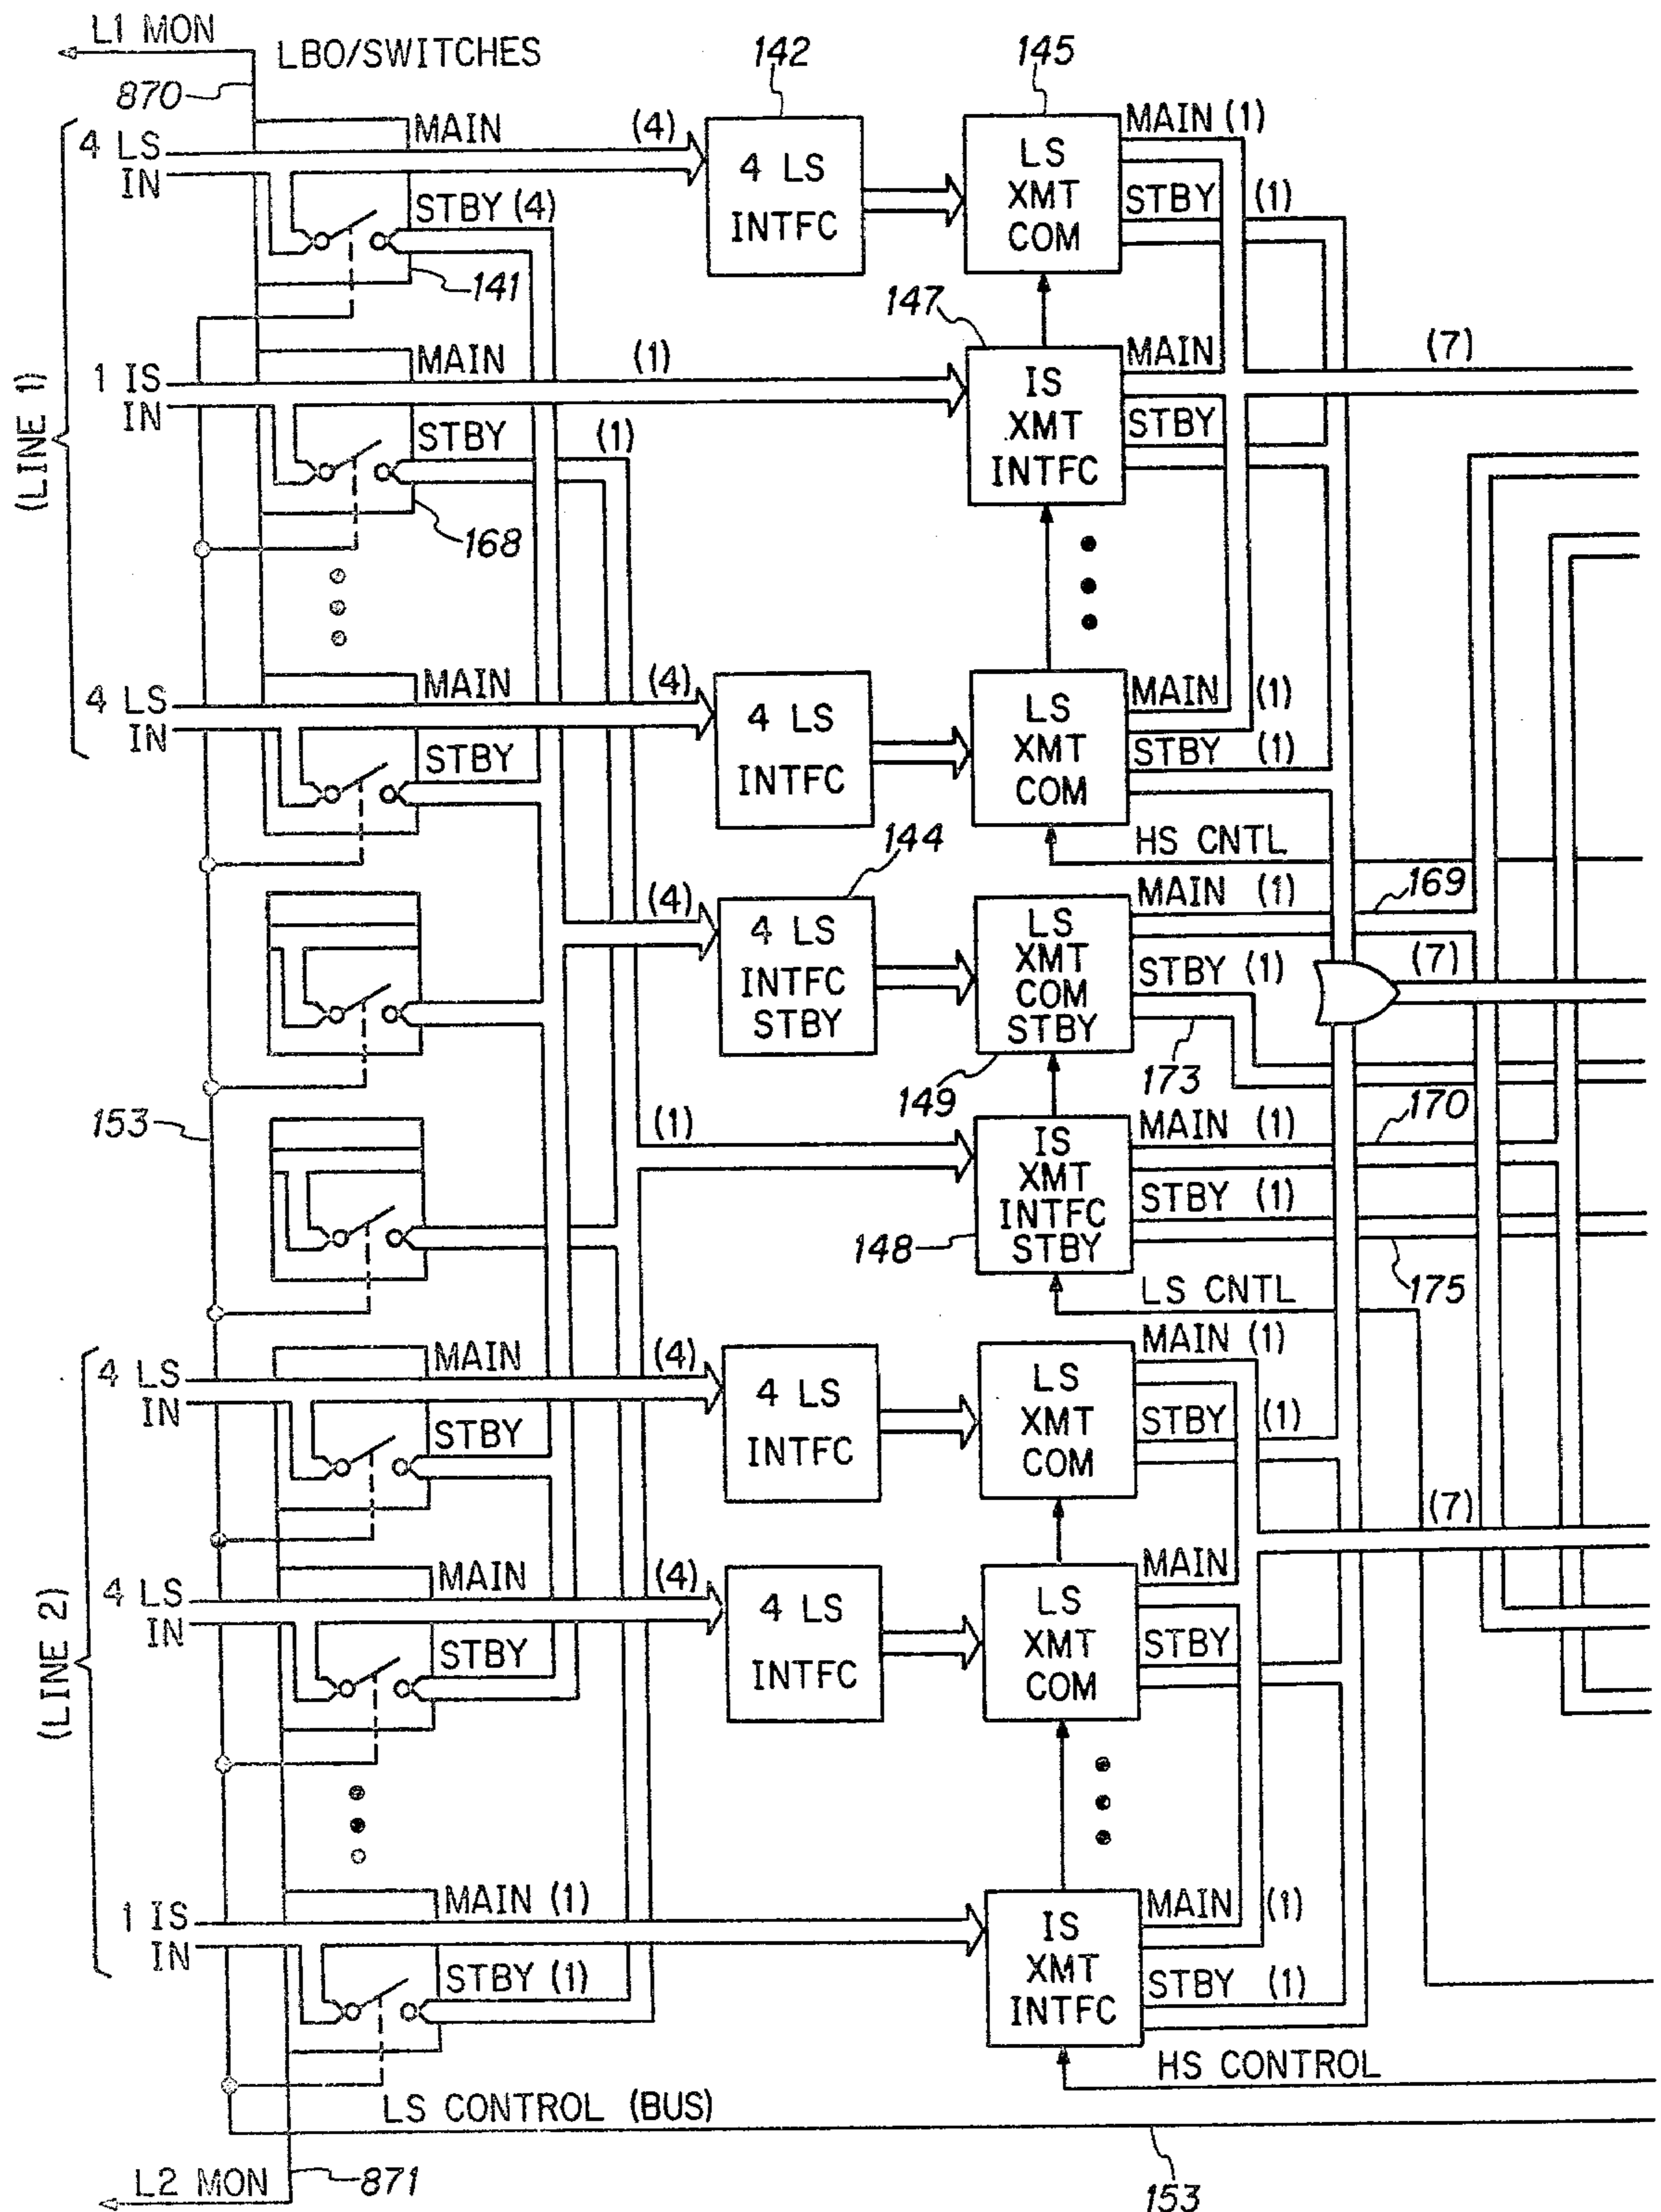 L1 MON
LBO/SWITCHES
870
142
145
(LINE 1)
4 LS
IN
MAIN
(4)
STBY (4)
141
4 LS
INTFC
LS
XMT
COM
MAIN (1)
STBY (1)
147
1 IS
IN
MAIN
(1)
STBY
(1)
168
IS
XMT
INTFC
MAIN
STBY
(7)
4 LS
IN
MAIN
(4)
STBY
4 LS
INTFC
LS
XMT
COM
MAIN (1)
STBY (1)
HS CNTL
144
(4)
4 LS
INTFC
STBY
LS
XMT
COM
STBY
MAIN (1)
169
STBY (1)
(7)
173
149
153
(1)
IS
XMT
INTFC
STBY
MAIN (1)
170
STBY (1)
148
175
LS CNTL
(LINE 2)
4 LS
IN
MAIN
(4)
STBY
4 LS
INTFC
LS
XMT
COM
MAIN (1)
STBY (1)
(7)
4 LS
IN
MAIN
(4)
STBY
4 LS
INTFC
LS
XMT
COM
MAIN
STBY
1 IS
IN
MAIN (1)
STBY (1)
IS
XMT
INTFC
MAIN (1)
STBY (1)
HS CONTROL
LS CONTROL (BUS)
L2 MON
871
153